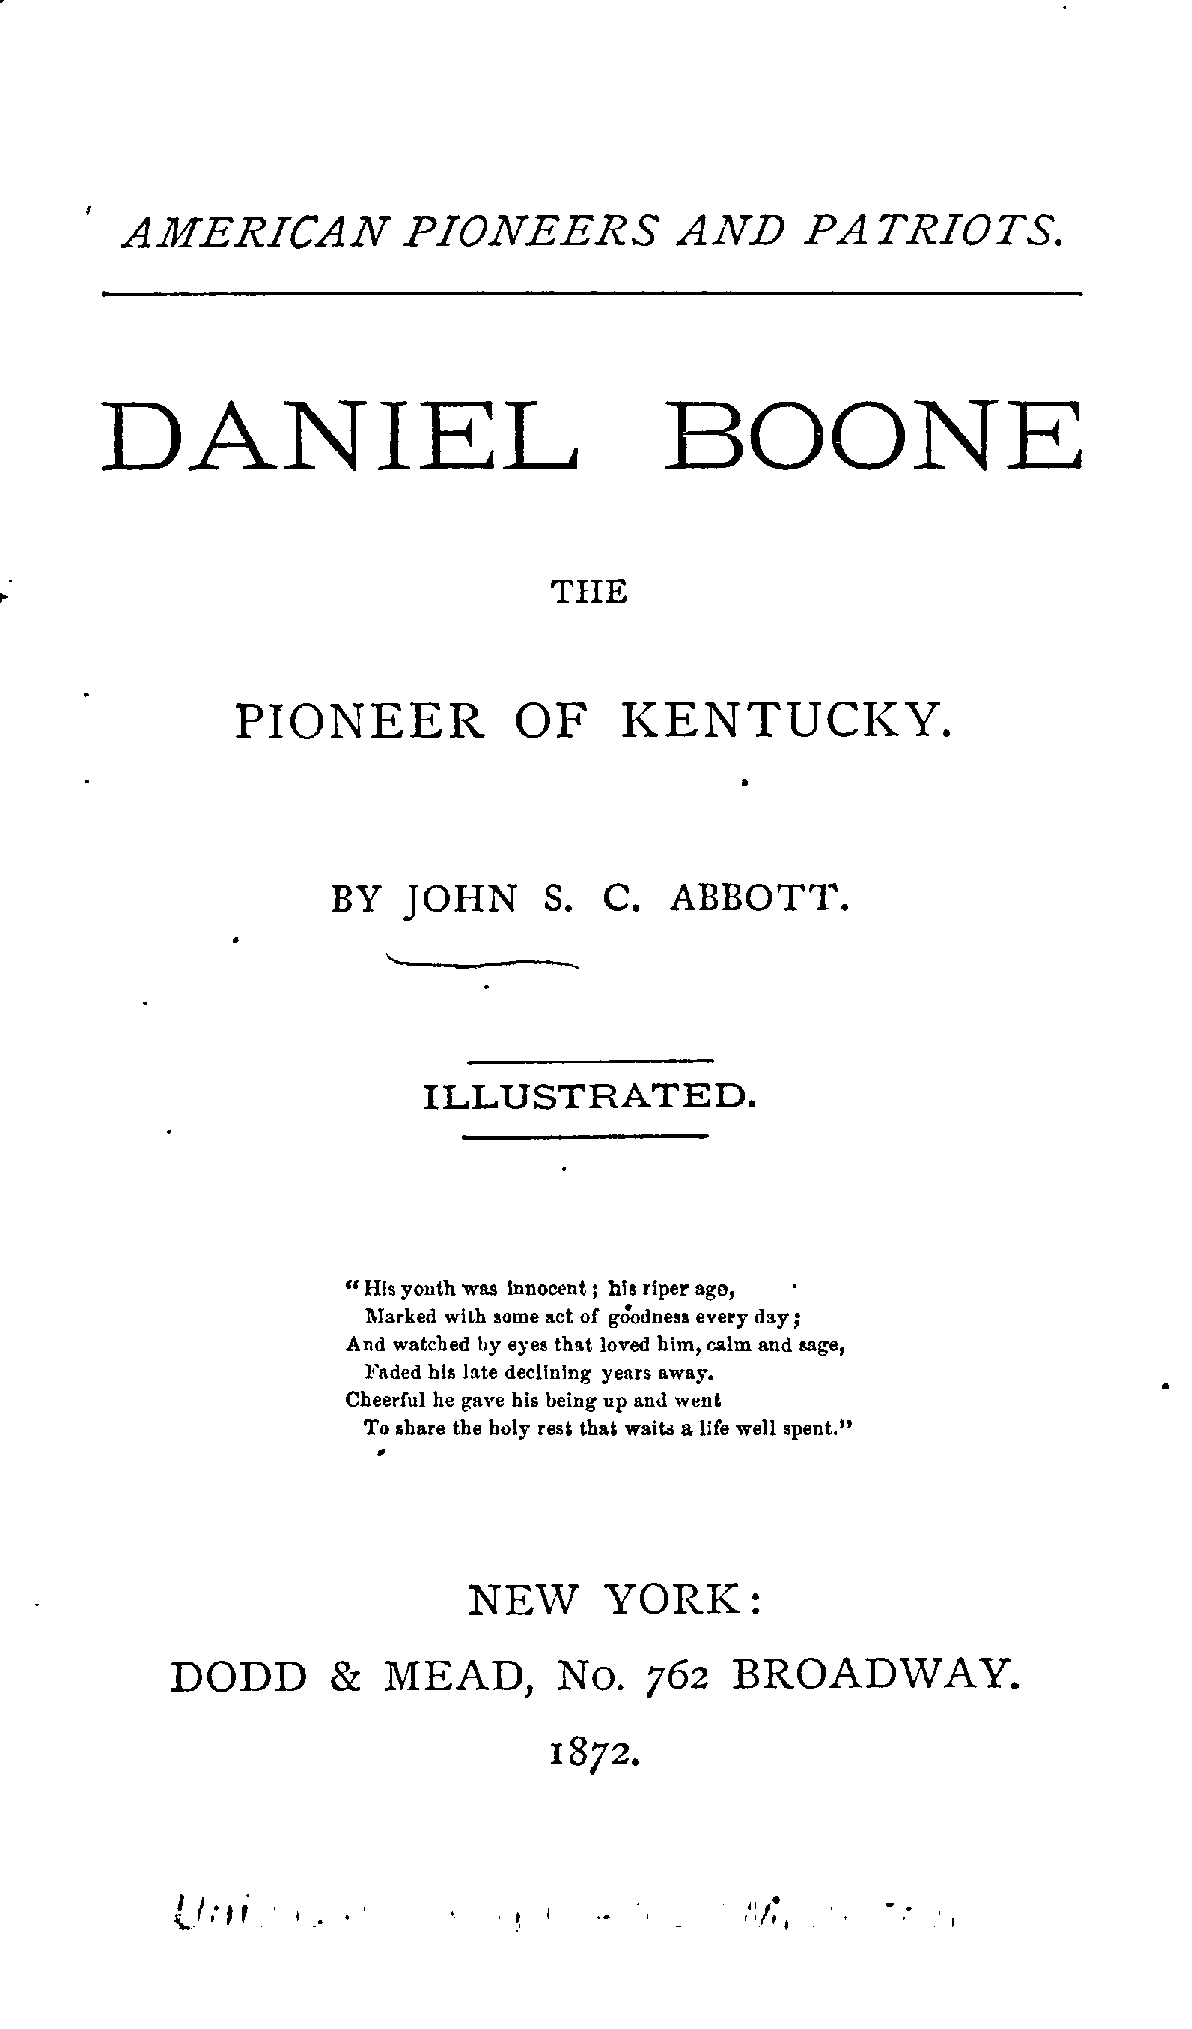 AMERICAN PIONEERS AND PATRIOTS.
DANIEL BOONE
THE
PIONEER OF KENTUCKY.
BY JOHN S. C. ABBOTT.
ILLUSTRATED.
“His youth was innocent; his riper age,
Marked with some act of goodness every day;
And watched by eyes that loved him, calm and sage,
Faded his late declining years away.
Cheerful he gave his being up and went
To share the holy rest that waits a life well spent.”
NEW YORK:
DODD & MEAD, No. 762 BROADWAY.
1872.